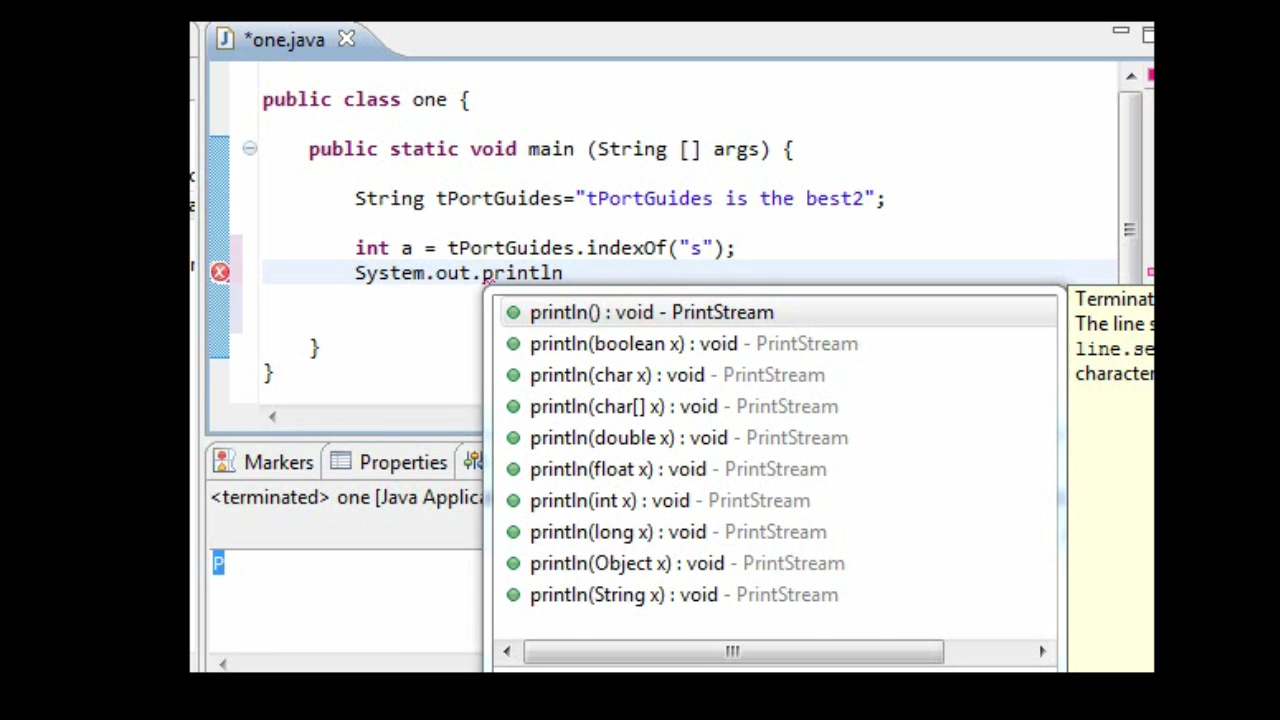 *one.java
public class one {
public static void main (String [] args) {
String tPortGuides="tPortGuides is the best2";
int a = tPortGuides.indexOf("s");
System.out.println
}
}
println() : void - PrintStream
println(boolean x) : void - PrintStream
println(char x) : void - PrintStream
println(char[] x) : void - PrintStream
println(double x) : void - PrintStream
println(float x) : void - PrintStream
println(int x) : void - PrintStream
println(long x) : void - PrintStream
println(Object x) : void - PrintStream
println(String x) : void - PrintStream
Terminat
The line s
line.se
character
Markers Properties
<terminated> one [Java Applica
P